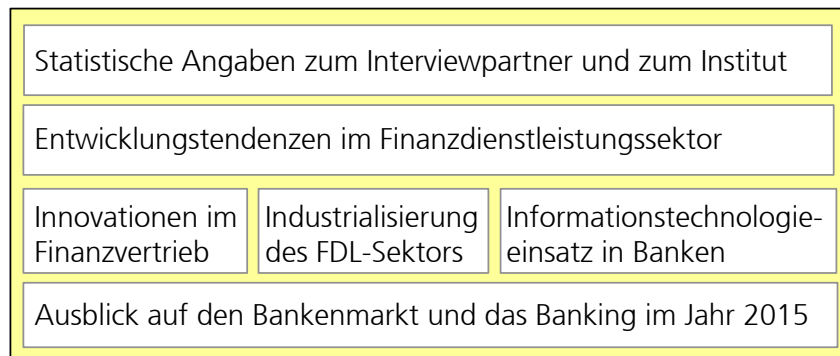 Statistische Angaben zum Interviewpartner und zum Institut
Entwicklungstendenzen im Finanzdienstleistungssektor
Innovationen im
Finanzvertrieb
Industrialisierung
des FDL-Sektors
Informationstechnologie-
einsatz in Banken
Ausblick auf den Bankenmarkt und das Banking im Jahr 2015